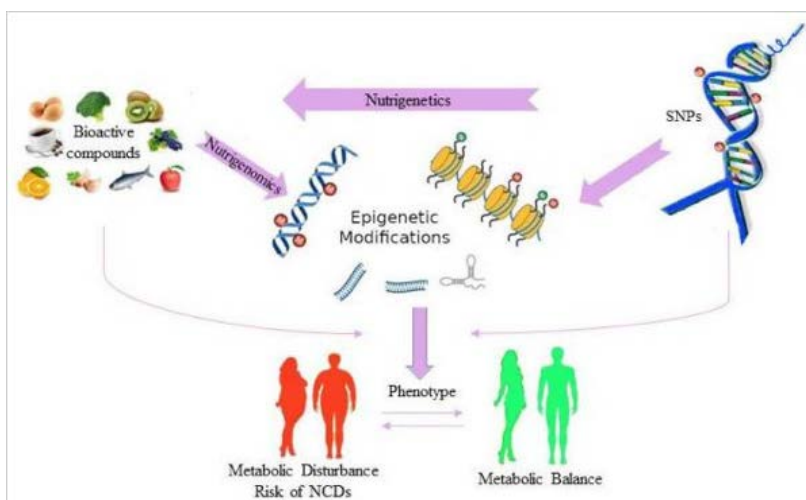 Nutrigenetics
SNPs
Bioactive
compounds
Nutrigenomics
Epigenetic
Modifications
Phenotype
Metabolic Disturbance
Risk of NCDs
Metabolic Balance